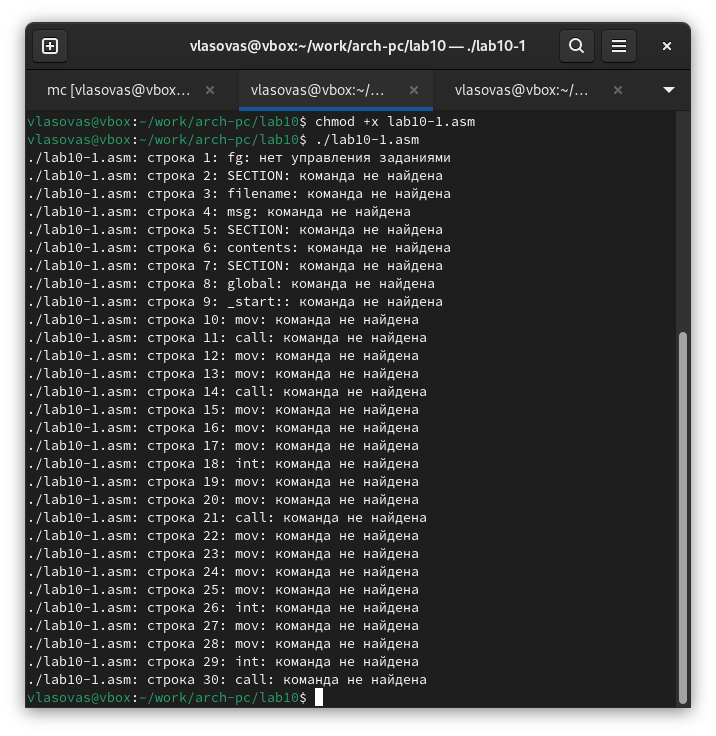 vlasovas@vbox:~/work/arch-pc/lab10 — ./lab10-1
mc [vlasovas@vbox… × vlasovas@vbox:~/… × vlasovas@vbox:~/… ×
vlasovas@vbox:~/work/arch-pc/lab10$ chmod +x lab10-1.asm
vlasovas@vbox:~/work/arch-pc/lab10$ ./lab10-1.asm
./lab10-1.asm: строка 1: fg: нет управления заданиями
./lab10-1.asm: строка 2: SECTION: команда не найдена
./lab10-1.asm: строка 3: filename: команда не найдена
./lab10-1.asm: строка 4: msg: команда не найдена
./lab10-1.asm: строка 5: SECTION: команда не найдена
./lab10-1.asm: строка 6: contents: команда не найдена
./lab10-1.asm: строка 7: SECTION: команда не найдена
./lab10-1.asm: строка 8: global: команда не найдена
./lab10-1.asm: строка 9: _start:: команда не найдена
./lab10-1.asm: строка 10: mov: команда не найдена
./lab10-1.asm: строка 11: call: команда не найдена
./lab10-1.asm: строка 12: mov: команда не найдена
./lab10-1.asm: строка 13: mov: команда не найдена
./lab10-1.asm: строка 14: call: команда не найдена
./lab10-1.asm: строка 15: mov: команда не найдена
./lab10-1.asm: строка 16: mov: команда не найдена
./lab10-1.asm: строка 17: mov: команда не найдена
./lab10-1.asm: строка 18: int: команда не найдена
./lab10-1.asm: строка 19: mov: команда не найдена
./lab10-1.asm: строка 20: mov: команда не найдена
./lab10-1.asm: строка 21: call: команда не найдена
./lab10-1.asm: строка 22: mov: команда не найдена
./lab10-1.asm: строка 23: mov: команда не найдена
./lab10-1.asm: строка 24: mov: команда не найдена
./lab10-1.asm: строка 25: mov: команда не найдена
./lab10-1.asm: строка 26: int: команда не найдена
./lab10-1.asm: строка 27: mov: команда не найдена
./lab10-1.asm: строка 28: mov: команда не найдена
./lab10-1.asm: строка 29: int: команда не найдена
./lab10-1.asm: строка 30: call: команда не найдена
vlasovas@vbox:~/work/arch-pc/lab10$